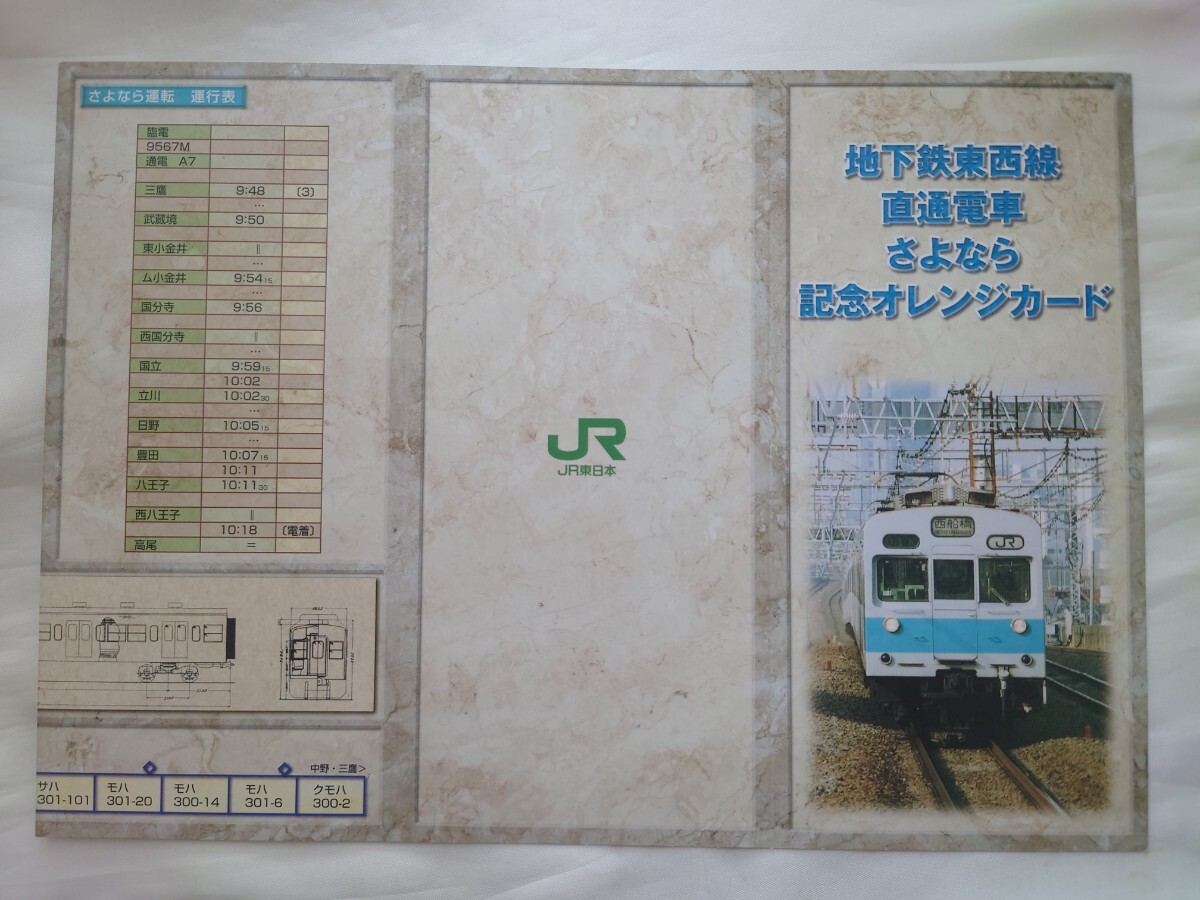 さよなら運転 運行表
臨電
9567M
通電 A7
三鷹 9:48 〔3〕
…
武蔵境 9:50
東小金井 ‖
…
ム小金井 9:54 15
…
国分寺 9:56
西国分寺 ‖
…
国立 9:59 15
10:02
立川 10:02 30
…
日野 10:05 15
…
豊田 10:07 15
10:11
八王子 10:11 30
西八王子 ‖
10:18 〔電着〕
高尾 =
中野・三鷹>
サハ 301-101
モハ 301-20
モハ 300-14
モハ 301-6
クモハ 300-2
JR
JR東日本
地下鉄東西線
直通電車
さよなら
記念オレンジカード
西船橋
JR